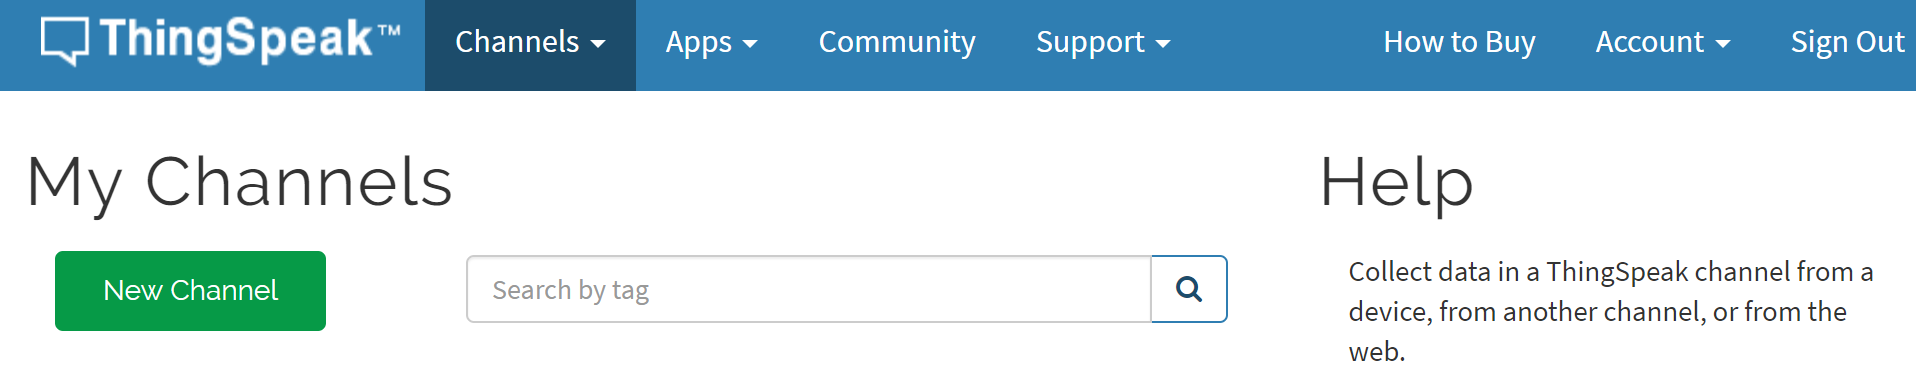 ThingSpeak™ Channels Apps Community Support How to Buy Account Sign Out
My Channels
New Channel
Search by tag
Help
Collect data in a ThingSpeak channel from a
device, from another channel, or from the
web.